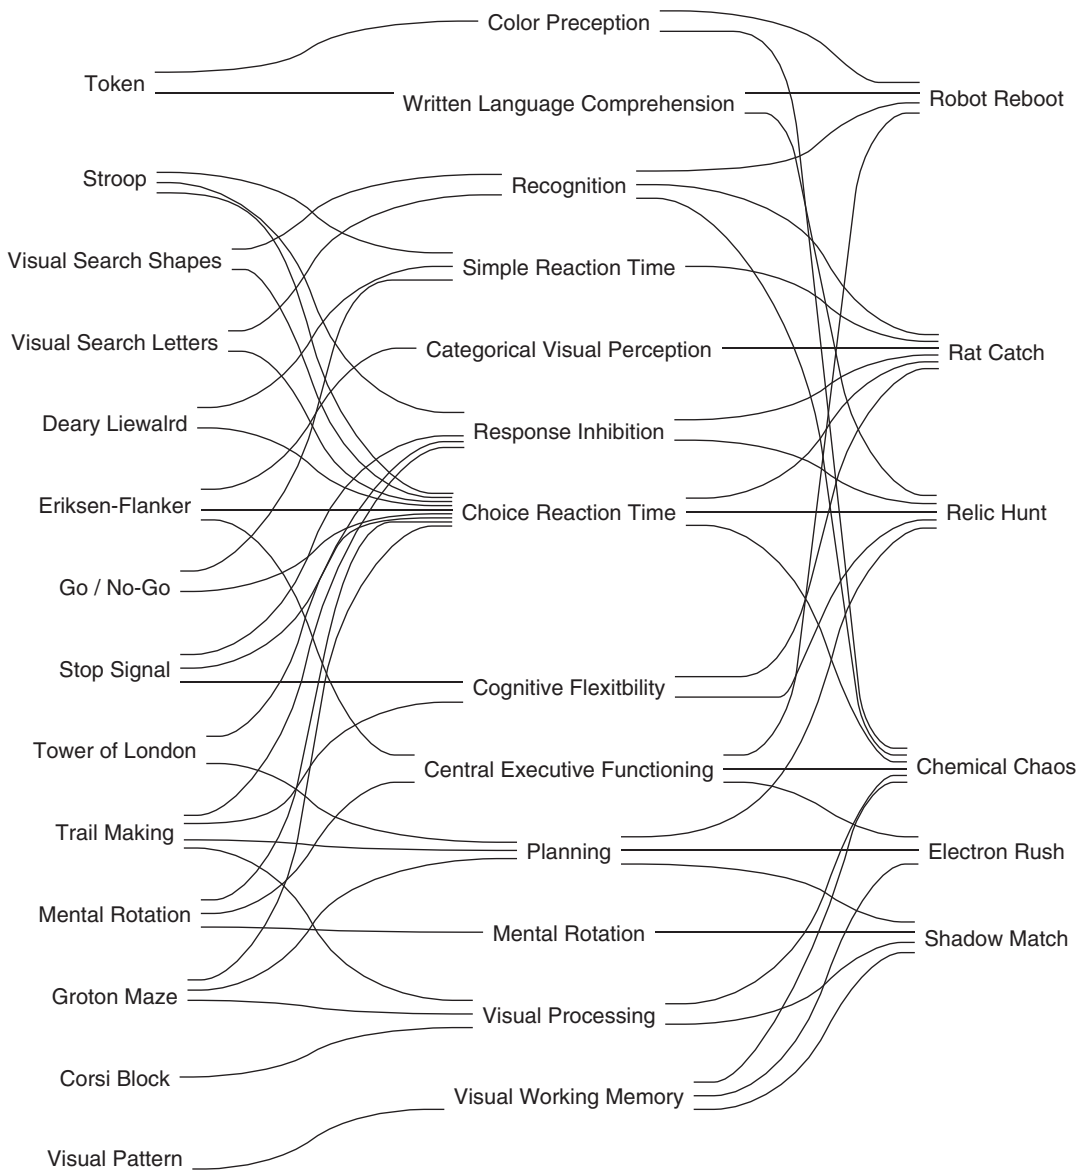 Token
Stroop
Visual Search Shapes
Visual Search Letters
Deary Liewalrd
Eriksen-Flanker
Go / No-Go
Stop Signal
Tower of London
Trail Making
Mental Rotation
Groton Maze
Corsi Block
Visual Pattern
Color Preception
Written Language Comprehension
Recognition
Simple Reaction Time
Categorical Visual Perception
Response Inhibition
Choice Reaction Time
Cognitive Flexitbility
Central Executive Functioning
Planning
Mental Rotation
Visual Processing
Visual Working Memory
Robot Reboot
Rat Catch
Relic Hunt
Chemical Chaos
Electron Rush
Shadow Match